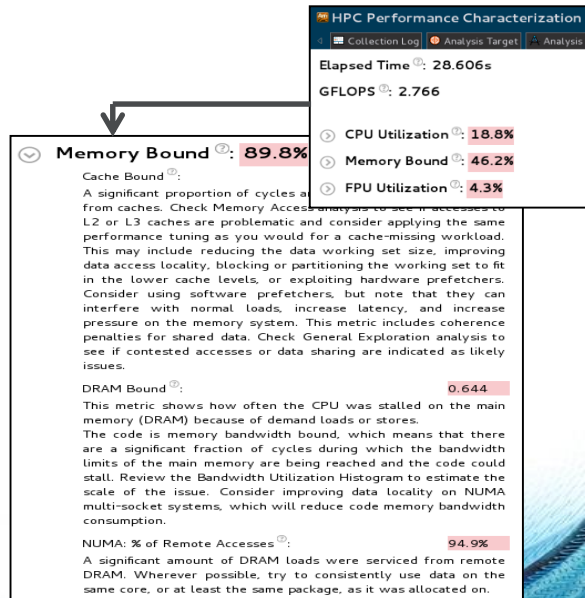 HPC Performance Characterization
Collection Log Analysis Target Analysis
Elapsed Time ?: 28.606s
GFLOPS ?: 2.766
CPU Utilization ?: 18.8%
Memory Bound ?: 46.2%
FPU Utilization ?: 4.3%
Memory Bound ?: 89.8%
Cache Bound ?:
A significant proportion of cycles
from caches. Check Memory Access analysis to see if accesses to
L2 or L3 caches are problematic and consider applying the same
performance tuning as you would for a cache-missing workload.
This may include reducing the data working set size, improving
data access locality, blocking or partitioning the working set to fit
in the lower cache levels, or exploiting hardware prefetchers.
Consider using software prefetchers, but note that they can
interfere with normal loads, increase latency, and increase
pressure on the memory system. This metric includes coherence
penalties for shared data. Check General Exploration analysis to
see if contested accesses or data sharing are indicated as likely
issues.
DRAM Bound ?: 0.644
This metric shows how often the CPU was stalled on the main
memory (DRAM) because of demand loads or stores.
The code is memory bandwidth bound, which means that there
are a significant fraction of cycles during which the bandwidth
limits of the main memory are being reached and the code could
stall. Review the Bandwidth Utilization Histogram to estimate the
scale of the issue. Consider improving data locality on NUMA
multi-socket systems, which will reduce code memory bandwidth
consumption.
NUMA: % of Remote Accesses ?: 94.9%
A significant amount of DRAM loads were serviced from remote
DRAM. Wherever possible, try to consistently use data on the
same core, or at least the same package, as it was allocated on.